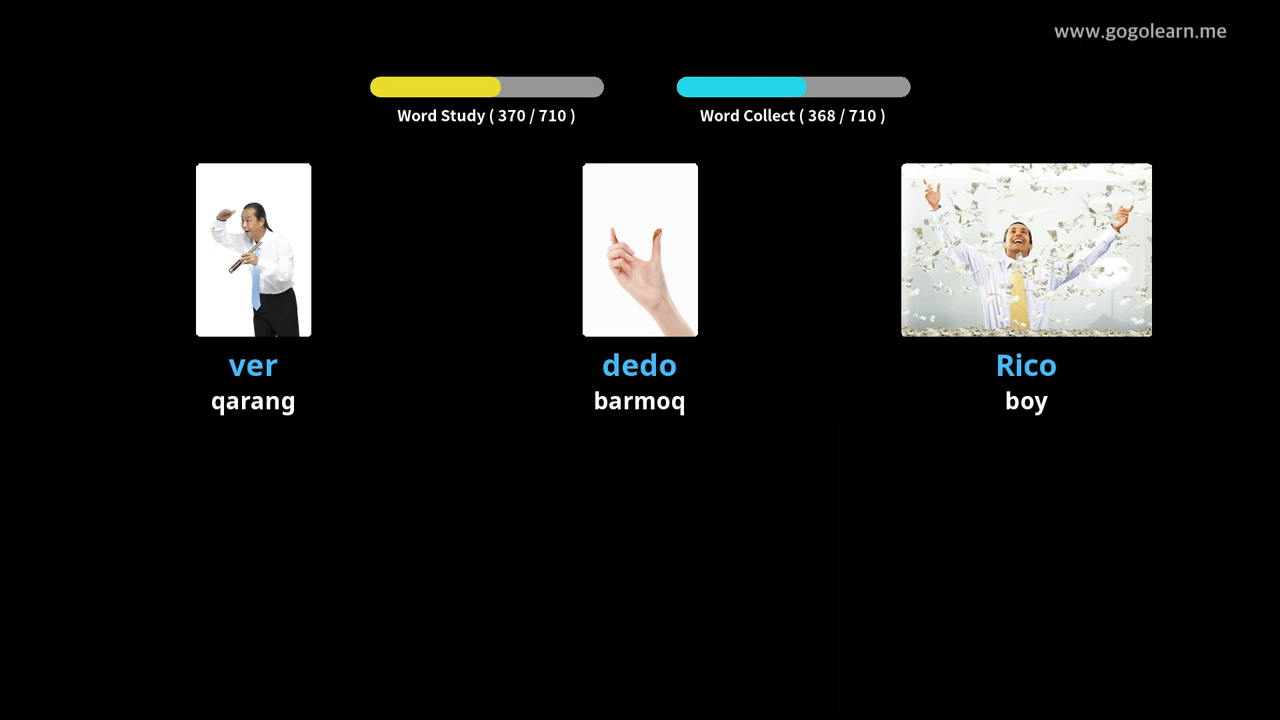 www.gogolearn.me
Word Study ( 370 / 710 )
Word Collect ( 368 / 710 )
ver
qarang
dedo
barmoq
Rico
boy